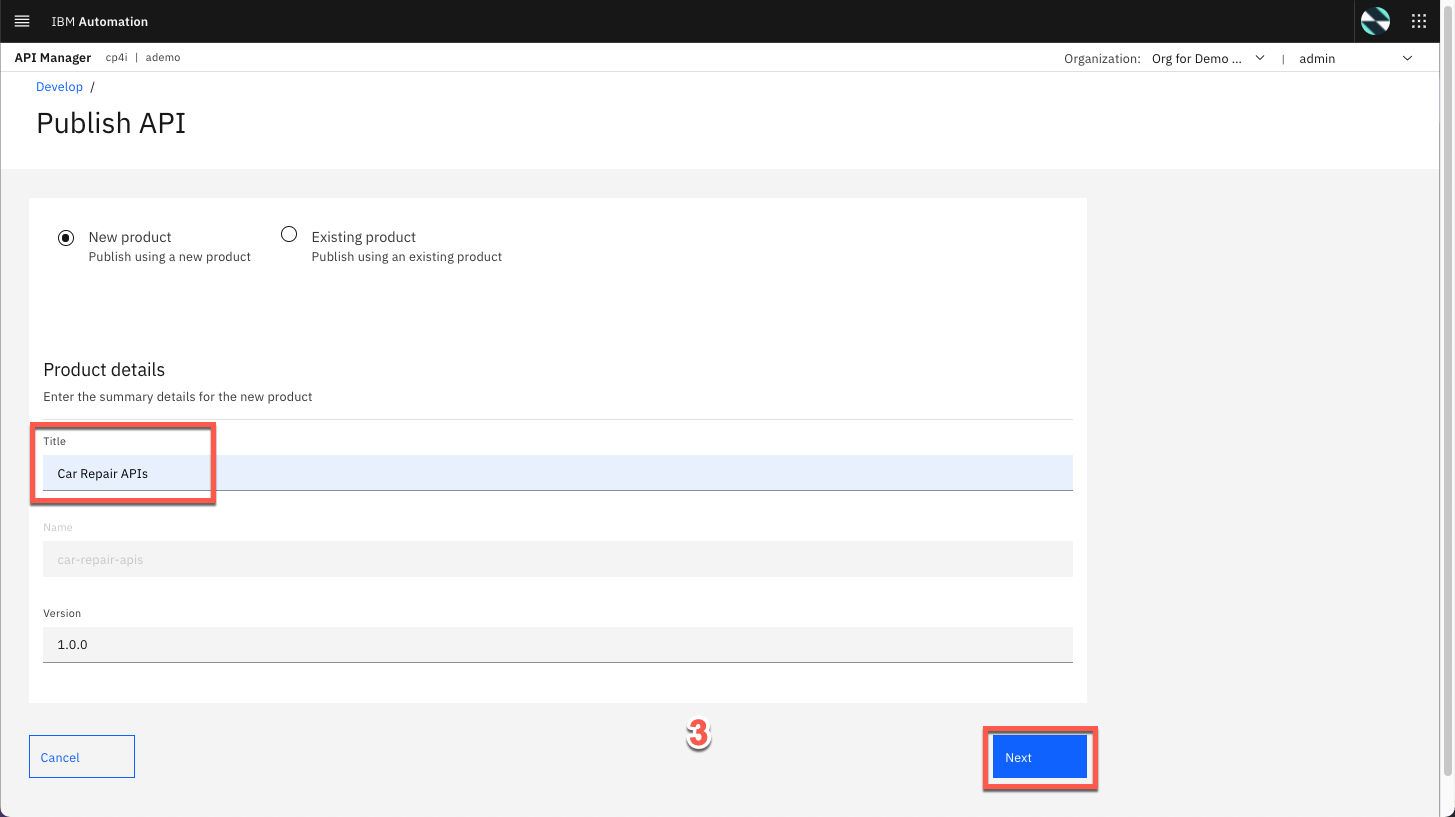 IBM Automation
API Manager cp4i | ademo Organization: Org for Demo ... | admin
Develop /
Publish API
New product Existing product
Publish using a new product Publish using an existing product
Product details
Enter the summary details for the new product
Title
Car Repair APIs
Name
car-repair-apis
Version
1.0.0
3
Cancel Next